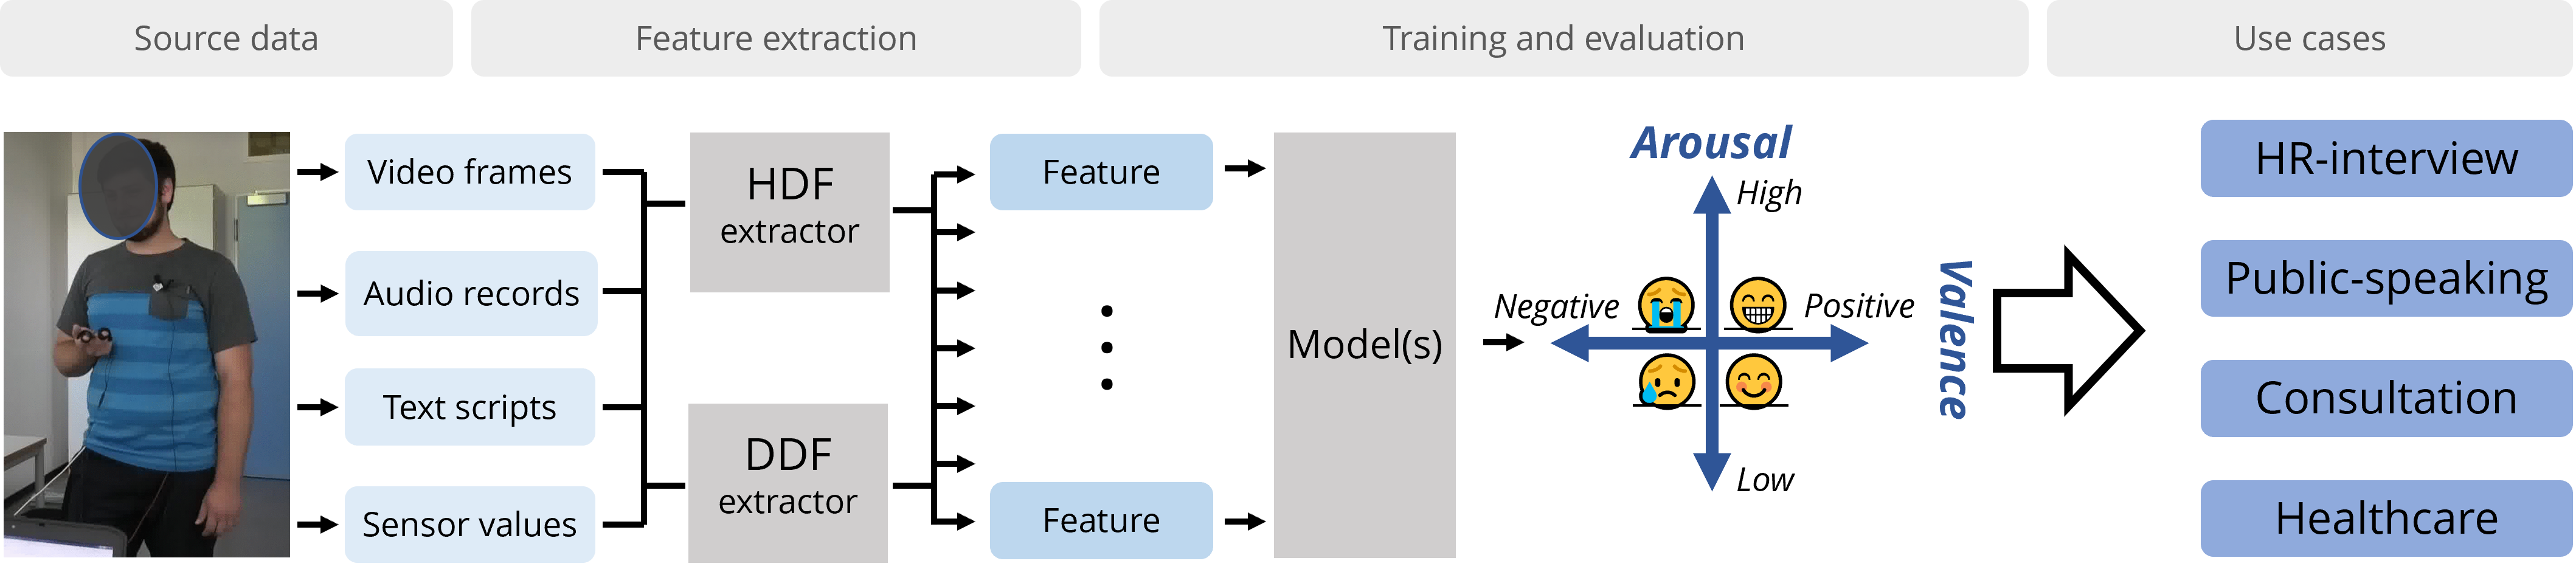 Source data
Feature extraction
Training and evaluation
Use cases
Video frames
Audio records
Text scripts
Sensor values
HDF
extractor
DDF
extractor
Feature
Feature
Model(s)
Arousal
High
Negative
Positive
Valence
Low
HR-interview
Public-speaking
Consultation
Healthcare